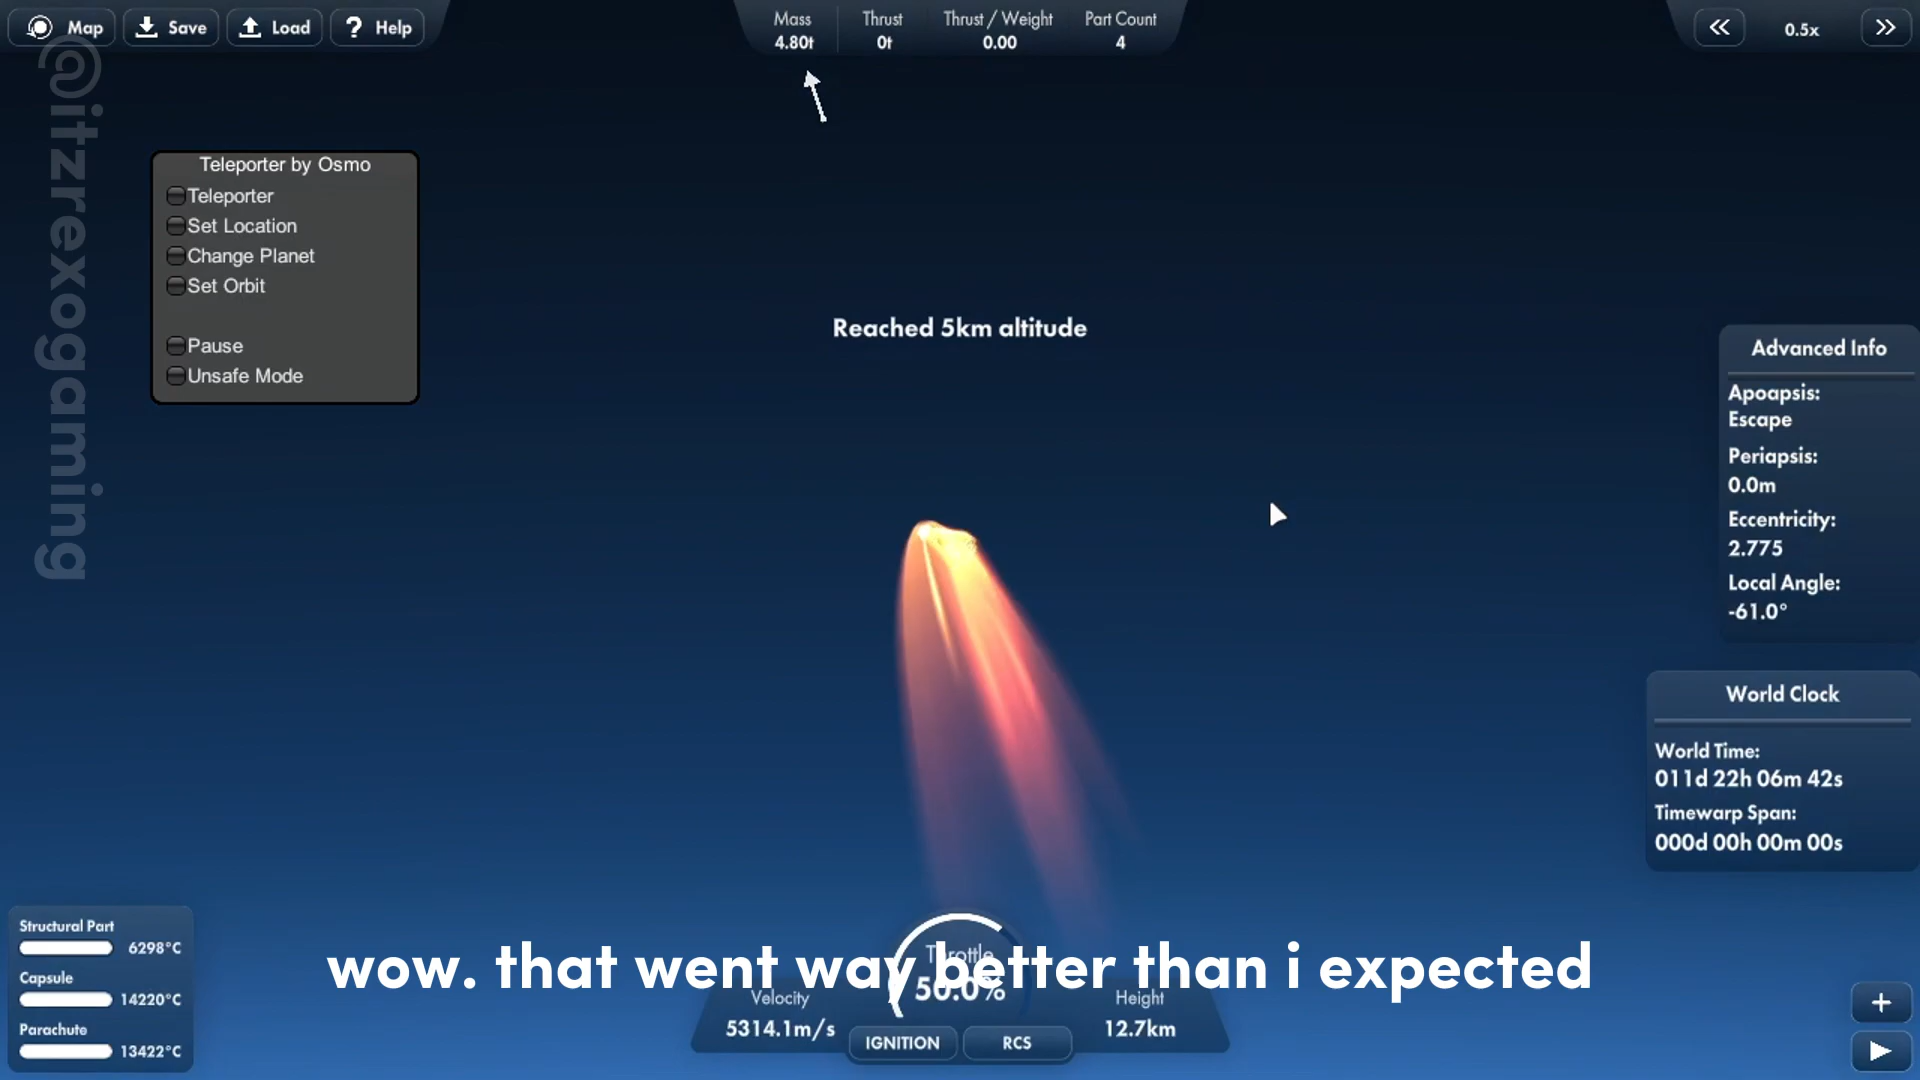 Map
Save
Load
Help
Mass
4.80t
Thrust
0t
Thrust / Weight
0.00
Part Count
4
0.5x
@itzrexogaming
Teleporter by Osmo
Teleporter
Set Location
Change Planet
Set Orbit
Pause
Unsafe Mode
Reached 5km altitude
Advanced Info
Apoapsis:
Escape
Periapsis:
0.0m
Eccentricity:
2.775
Local Angle:
-61.0°
World Clock
World Time:
011d 22h 06m 42s
Timewarp Span:
000d 00h 00m 00s
Structural Part
6298°C
Capsule
14220°C
Parachute
13422°C
wow. that went way better than i expected
Throttle
50.0%
Velocity
5314.1m/s
Height
12.7km
IGNITION
RCS